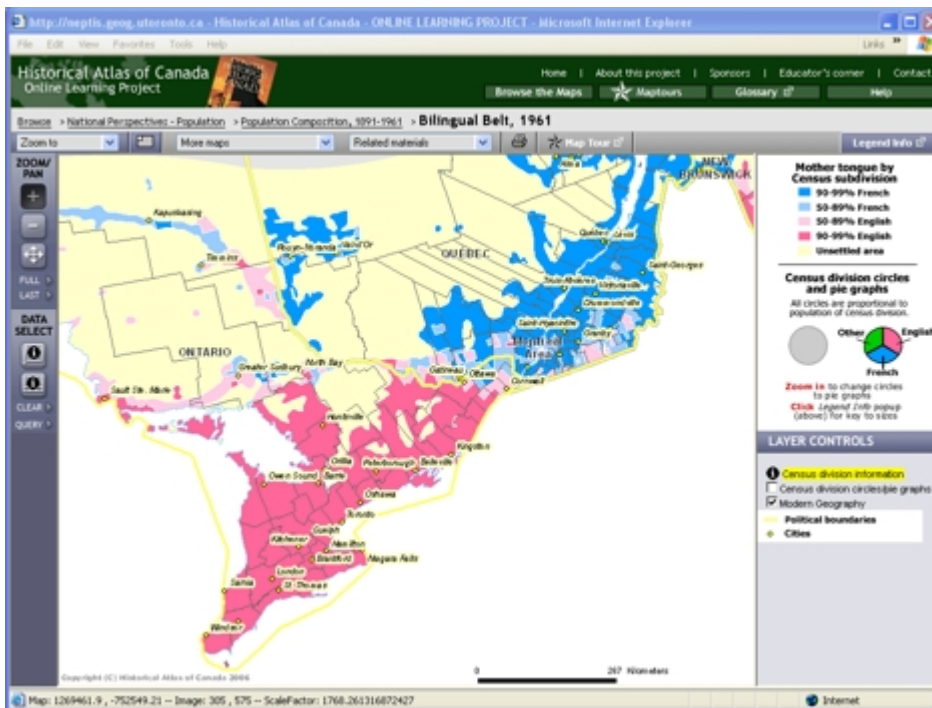 http://neptis.geog.utoronto.ca - Historical Atlas of Canada - ONLINE LEARNING PROJECT - Microsoft Internet Explorer
File Edit View Favorites Tools Help
Links »
Historical Atlas of Canada
Online Learning Project
Home | About this project | Sponsors | Educator's corner | Contact
Browse the Maps Maptours Glossary Help
Browse > National Perspectives - Population > Population Composition, 1891-1961 > Bilingual Belt, 1961
Zoom to More maps Related materials Map Tour Legend Info
ZOOM/
PAN
FULL
LAST
DATA
SELECT
CLEAR
QUERY
NEW
BRUNSWICK
Kapuskasing
Timmins
Rouyn-Noranda
Val d'Or
QUÉBEC
Québec
Lévis
Saint-Georges
Trois-Rivières
Victoriaville
Drummondville
Saint-Hyacinthe
Granby
Montréal
Area
ONTARIO
North Bay
Greater Sudbury
Gatineau
Ottawa
Cornwall
Sault Ste. Marie
Huntsville
Kingston
Orillia
Peterborough
Belleville
Owen Sound
Barrie
Oshawa
Toronto
Guelph
Kitchener
Hamilton
Brantford
Niagara Falls
London
Sarnia
St. Thomas
Windsor
0 287 Kilometers
Copyright (C) Historical Atlas of Canada 2006
Mother tongue by
Census subdivision
90-99% French
50-89% French
50-89% English
90-99% English
Unsettled area
Census division circles
and pie graphs
All circles are proportional to
population of census division.
Other
English
French
Zoom in to change circles
to pie graphs
Click Legend Info popup
(above) for key to sizes
LAYER CONTROLS
Census division information
Census division circles/pie graphs
Modern Geography
Political boundaries
Cities
Map: 1269461.9 , -752549.21 -- Image: 305 , 575 -- ScaleFactor: 1768.261316872427
Internet